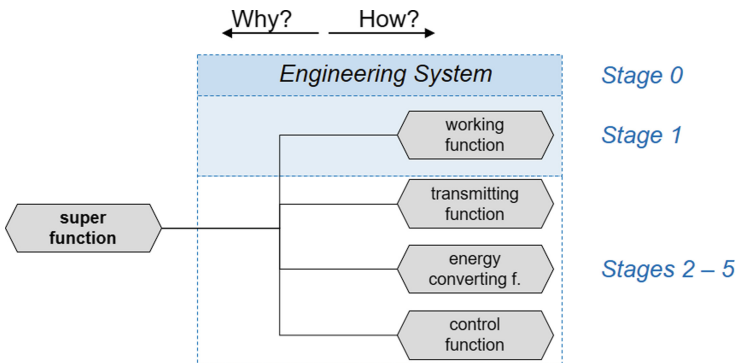 Why? How?
Engineering System
Stage 0
working
function
Stage 1
transmitting
function
super
function
energy
converting f.
Stages 2 – 5
control
function